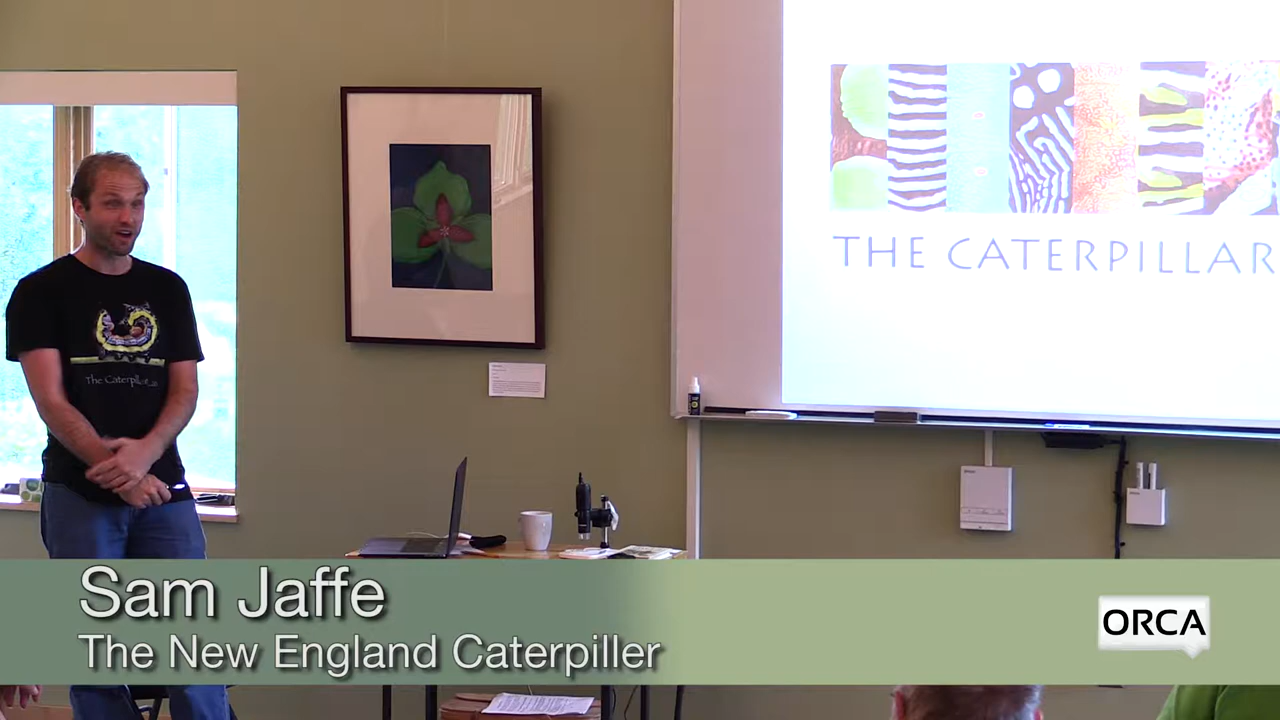 THE CATERPILLAR
The Caterpillar
Sam Jaffe
The New England Caterpiller
ORCA